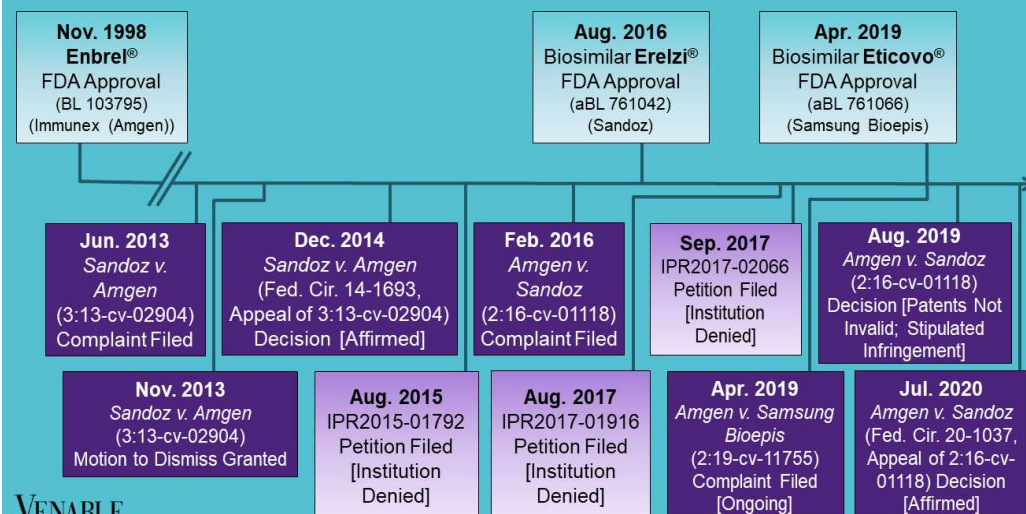 Nov. 1998
Enbrel®
FDA Approval
(BL 103795)
(Immunex (Amgen))
Aug. 2016
Biosimilar Erelzi®
FDA Approval
(aBL 761042)
(Sandoz)
Apr. 2019
Biosimilar Eticovo®
FDA Approval
(aBL 761066)
(Samsung Bioepis)
Jun. 2013
Sandoz v.
Amgen
(3:13-cv-02904)
Complaint Filed
Dec. 2014
Sandoz v. Amgen
(Fed. Cir. 14-1693,
Appeal of 3:13-cv-02904)
Decision [Affirmed]
Feb. 2016
Amgen v.
Sandoz
(2:16-cv-01118)
Complaint Filed
Sep. 2017
IPR2017-02066
Petition Filed
[Institution
Denied]
Aug. 2019
Amgen v. Sandoz
(2:16-cv-01118)
Decision [Patents Not
Invalid; Stipulated
Infringement]
Nov. 2013
Sandoz v. Amgen
(3:13-cv-02904)
Motion to Dismiss Granted
Aug. 2015
IPR2015-01792
Petition Filed
[Institution
Denied]
Aug. 2017
IPR2017-01916
Petition Filed
[Institution
Denied]
Apr. 2019
Amgen v. Samsung
Bioepis
(2:19-cv-11755)
Complaint Filed
[Ongoing]
Jul. 2020
Amgen v. Sandoz
(Fed. Cir. 20-1037,
Appeal of 2:16-cv-
01118) Decision
[Affirmed]
VENABLE